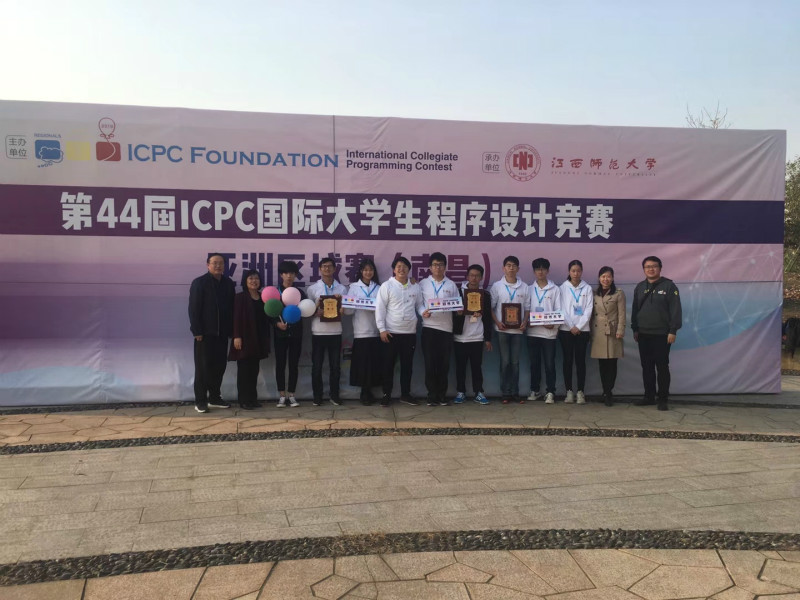 主办
单位
ICPC FOUNDATION
International Collegiate
Programming Contest
承办
单位
江西师范大学
第44届ICPC国际大学生程序设计竞赛
亚洲区域赛（南昌）